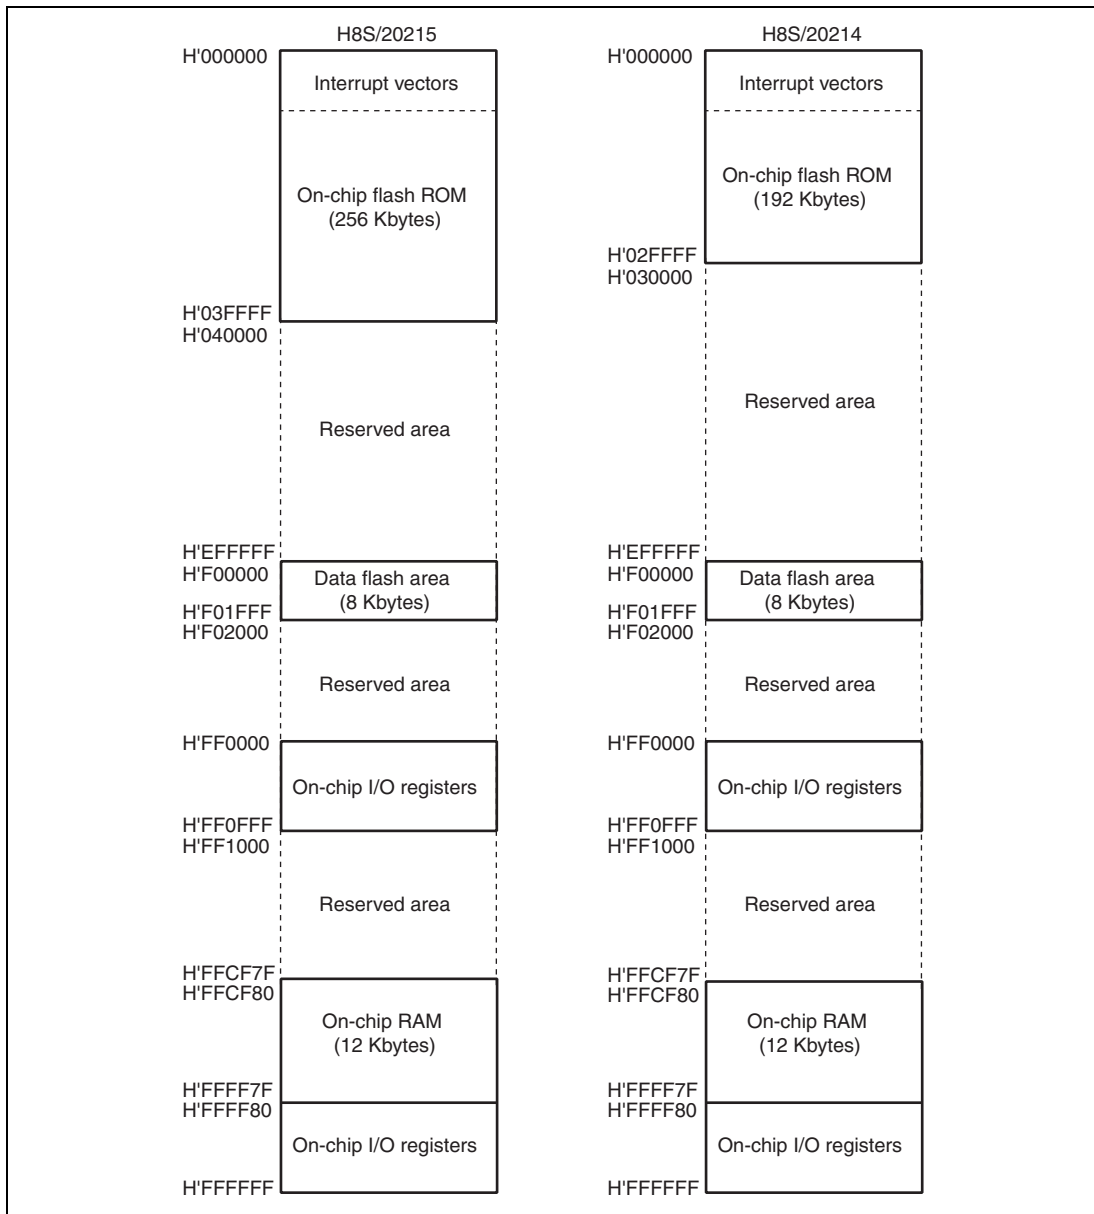 H8S/20215
H'000000
Interrupt vectors
On-chip flash ROM
(256 Kbytes)
H'03FFFF
H'040000
Reserved area
H'EFFFFF
H'F00000
Data flash area
(8 Kbytes)
H'F01FFF
H'F02000
Reserved area
H'FF0000
On-chip I/O registers
H'FF0FFF
H'FF1000
Reserved area
H'FFCF7F
H'FFCF80
On-chip RAM
(12 Kbytes)
H'FFFF7F
H'FFFF80
On-chip I/O registers
H'FFFFFF
H8S/20214
H'000000
Interrupt vectors
On-chip flash ROM
(192 Kbytes)
H'02FFFF
H'030000
Reserved area
H'EFFFFF
H'F00000
Data flash area
(8 Kbytes)
H'F01FFF
H'F02000
Reserved area
H'FF0000
On-chip I/O registers
H'FF0FFF
H'FF1000
Reserved area
H'FFCF7F
H'FFCF80
On-chip RAM
(12 Kbytes)
H'FFFF7F
H'FFFF80
On-chip I/O registers
H'FFFFFF